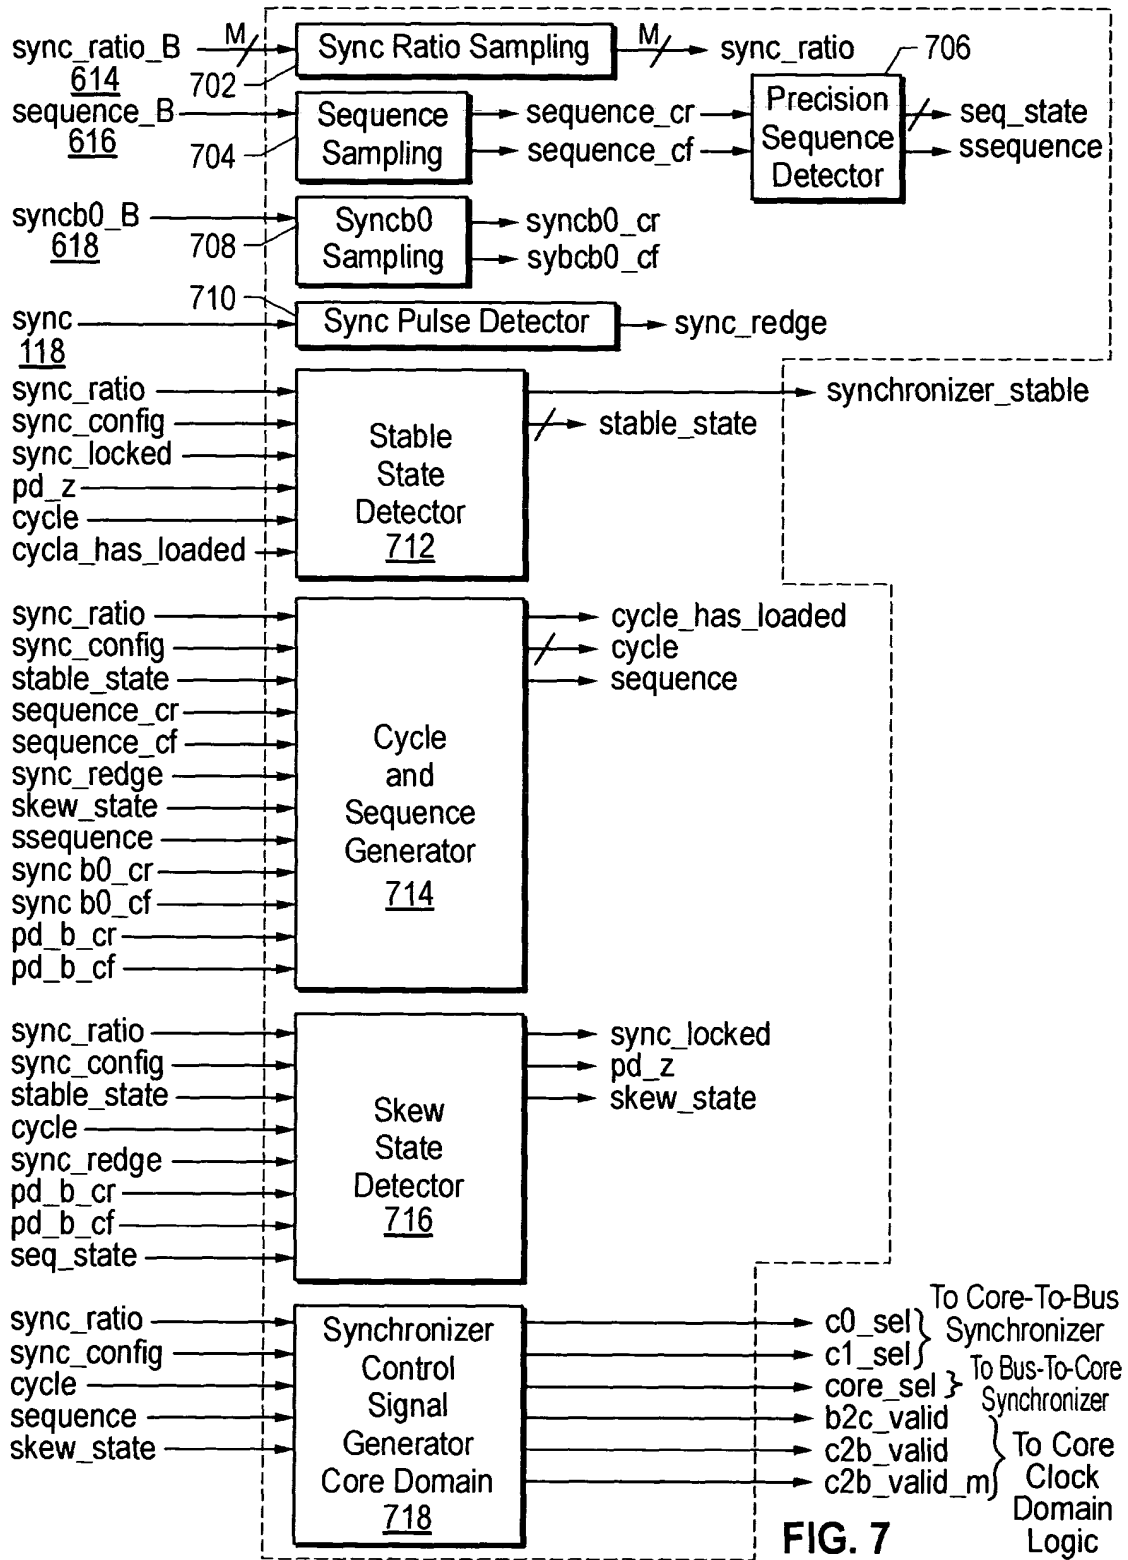 sync_ratio_B M Sync Ratio Sampling M sync_ratio 706
614 702
sequence_B Sequence Sampling sequence_cr Precision Sequence Detector seq_state
616 704 sequence_cf ssequence
syncb0_B Syncb0 Sampling syncb0_cr
618 708 sybcb0_cf
710
sync Sync Pulse Detector sync_redge
118
sync_ratio synchronizer_stable
sync_config stable_state
sync_locked
pd_z
cycle
cycla_has_loaded
Stable
State
Detector
712
sync_ratio cycle_has_loaded
sync_config cycle
stable_state sequence
sequence_cr
sequence_cf
sync_redge
skew_state
ssequence
sync b0_cr
sync b0_cf
pd_b_cr
pd_b_cf
Cycle
and
Sequence
Generator
714
sync_ratio sync_locked
sync_config pd_z
stable_state skew_state
cycle
sync_redge
pd_b_cr
pd_b_cf
seq_state
Skew
State
Detector
716
sync_ratio
sync_config
cycle
sequence
skew_state
Synchronizer
Control
Signal
Generator
Core Domain
718
c0_sel
c1_sel
To Core-To-Bus
Synchronizer
core_sel
To Bus-To-Core
Synchronizer
b2c_valid
c2b_valid
c2b_valid_m
To Core
Clock
Domain
Logic
FIG. 7